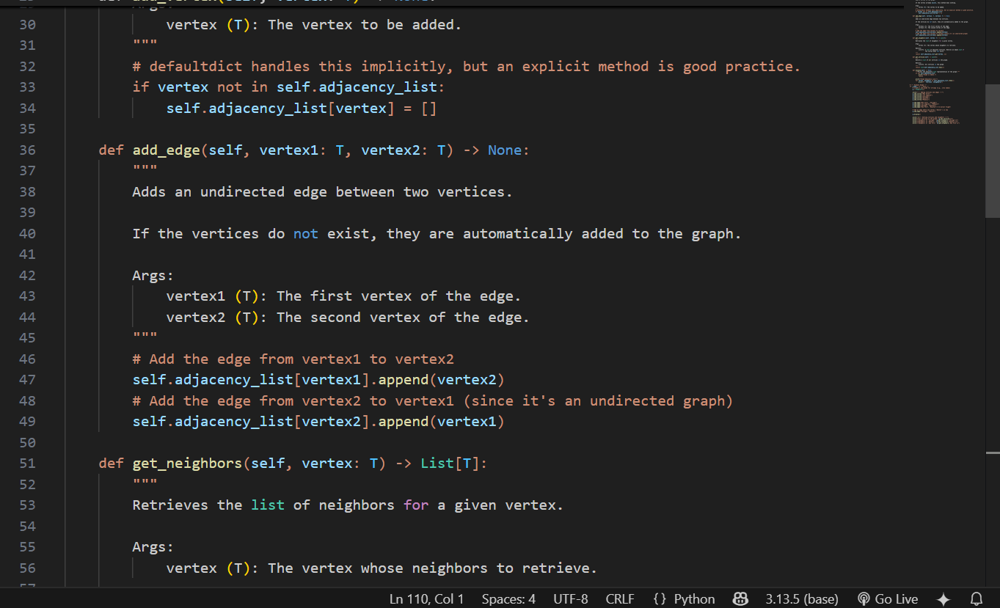 30 vertex (T): The vertex to be added.
31 """
32 # defaultdict handles this implicitly, but an explicit method is good practice.
33 if vertex not in self.adjacency_list:
34 self.adjacency_list[vertex] = []
35
36 def add_edge(self, vertex1: T, vertex2: T) -> None:
37 """
38 Adds an undirected edge between two vertices.
39
40 If the vertices do not exist, they are automatically added to the graph.
41
42 Args:
43 vertex1 (T): The first vertex of the edge.
44 vertex2 (T): The second vertex of the edge.
45 """
46 # Add the edge from vertex1 to vertex2
47 self.adjacency_list[vertex1].append(vertex2)
48 # Add the edge from vertex2 to vertex1 (since it's an undirected graph)
49 self.adjacency_list[vertex2].append(vertex1)
50
51 def get_neighbors(self, vertex: T) -> List[T]:
52 """
53 Retrieves the list of neighbors for a given vertex.
54
55 Args:
56 vertex (T): The vertex whose neighbors to retrieve.
Ln 110, Col 1 Spaces: 4 UTF-8 CRLF {} Python 3.13.5 (base) Go Live